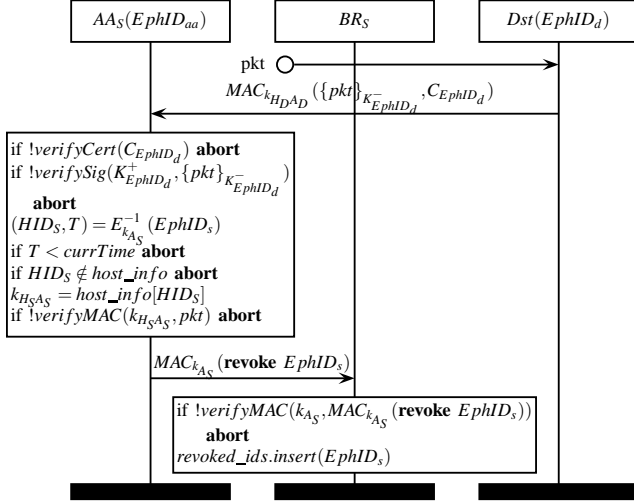 AA_S(EphID_{aa})
BR_S
Dst(EphID_d)
pkt
MAC_{k_{H_D A_D}}({pkt}_{K^-_{EphID_d}}, C_{EphID_d})
if !verifyCert(C_{EphID_d}) abort
if !verifySig(K^+_{EphID_d}, {pkt}_{K^-_{EphID_d}})
abort
(HID_S, T) = E^{-1}_{k_{A_S}}(EphID_s)
if T < currTime abort
if HID_S ∉ host_info abort
k_{H_S A_S} = host_info[HID_S]
if !verifyMAC(k_{H_S A_S}, pkt) abort
MAC_{k_{A_S}}(revoke EphID_s)
if !verifyMAC(k_{A_S}, MAC_{k_{A_S}}(revoke EphID_s))
abort
revoked_ids.insert(EphID_s)